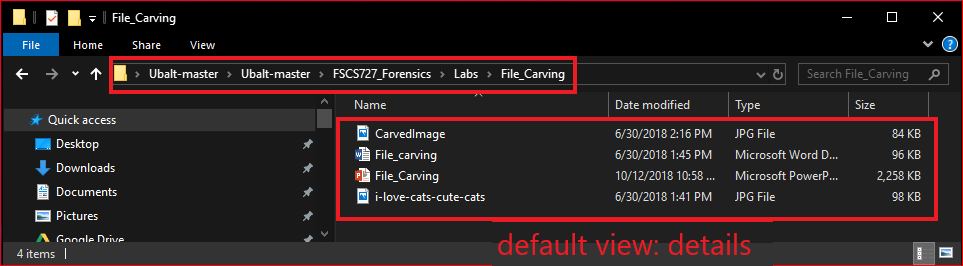 File_Carving
File Home Share View
Ubalt-master Ubalt-master FSCS727_Forensics Labs File_Carving Search File_Carving
Quick access
Desktop
Downloads
Documents
Pictures
Google Drive
Name Date modified Type Size
CarvedImage 6/30/2018 2:16 PM JPG File 84 KB
File_carving 6/30/2018 1:45 PM Microsoft Word D... 96 KB
File_Carving 10/12/2018 10:58 ... Microsoft PowerP... 2,258 KB
i-love-cats-cute-cats 6/30/2018 1:41 PM JPG File 98 KB
default view: details
4 items